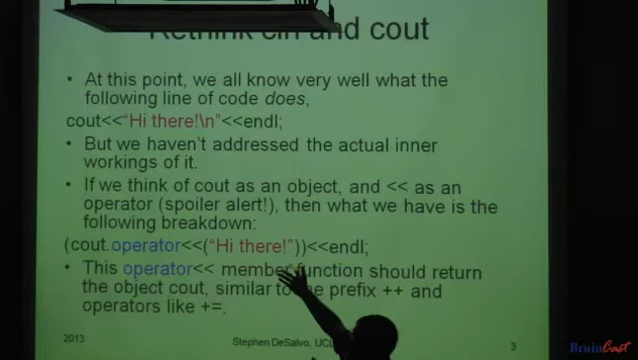 Rethink cin and cout
• At this point, we all know very well what the
following line of code does,
cout<<“Hi there!\n”<<endl;
• But we haven't addressed the actual inner
workings of it.
• If we think of cout as an object, and << as an
operator (spoiler alert!), then what we have is the
following breakdown:
(cout.operator<<(“Hi there!”))<<endl;
• This operator<< member function should return
the object cout, similar to the prefix ++ and
operators like +=.
2013
Stephen DeSalvo, UCL
3
BruinCast